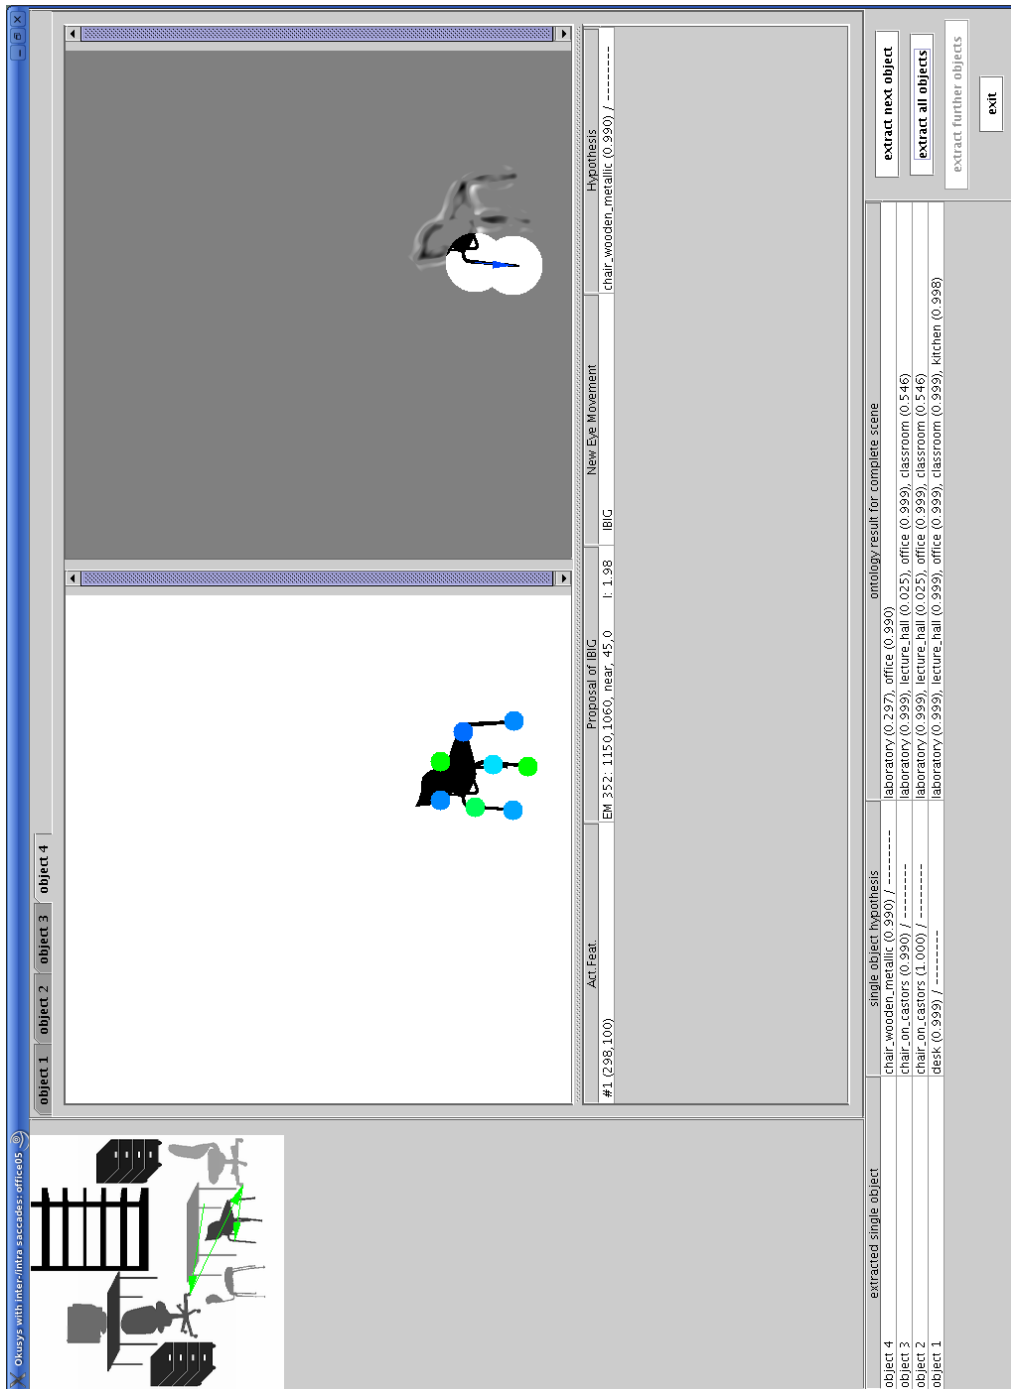 Okusys with inter-/intra saccades: office05
object 1
object 2
object 3
object 4
Act.Feat.
Proposal of IBIG
New Eye Movement
Hypothesis
#1 (298,100)
EM 352: 1150,1060, near, 45,0 I: 1.98
IBIG
chair_wooden_metallic (0.990) / ---------
extracted single object
single object hypothesis
ontology result for complete scene
object 4
chair_wooden_metallic (0.990) / ---------
laboratory (0.297), office (0.990)
object 3
chair_on_castors (0.990) / ---------
laboratory (0.999), lecture_hall (0.025), office (0.999), classroom (0.546)
object 2
chair_on_castors (1.000) / ---------
laboratory (0.999), lecture_hall (0.025), office (0.999), classroom (0.546)
object 1
desk (0.999) / ---------
laboratory (0.999), lecture_hall (0.999), office (0.999), classroom (0.999), kitchen (0.998)
extract next object
extract all objects
extract further objects
exit